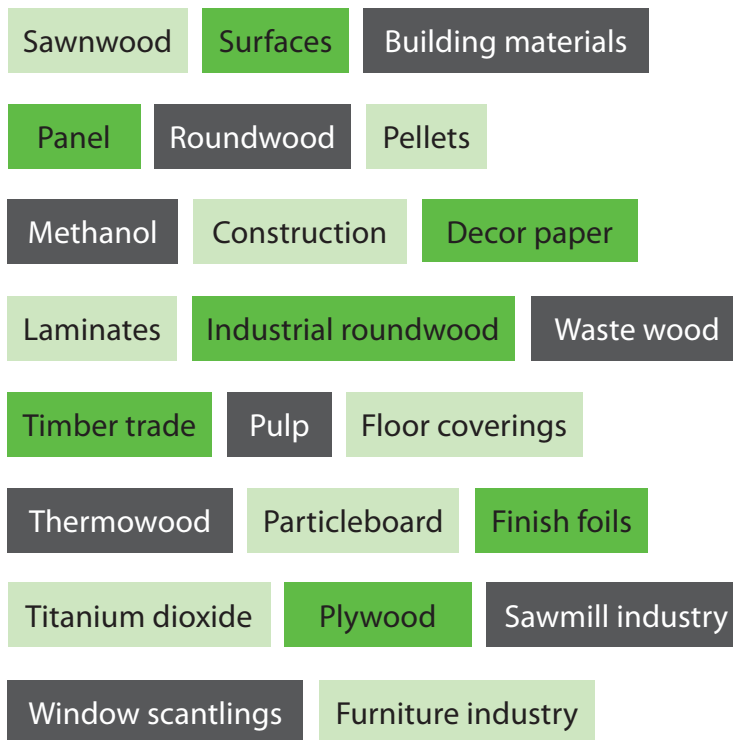 Sawnwood Surfaces Building materials
Panel Roundwood Pellets
Methanol Construction Decor paper
Laminates Industrial roundwood Waste wood
Timber trade Pulp Floor coverings
Thermowood Particleboard Finish foils
Titanium dioxide Plywood Sawmill industry
Window scantlings Furniture industry